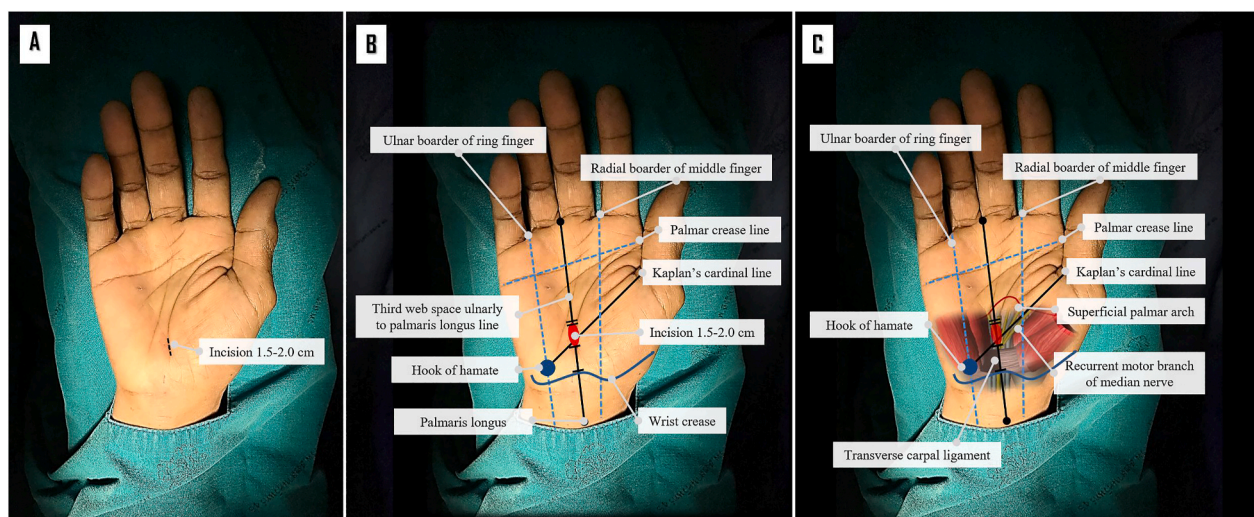 A
Incision 1.5-2.0 cm
B
Ulnar boarder of ring finger
Radial boarder of middle finger
Palmar crease line
Kaplan's cardinal line
Third web space ulnarly
to palmaris longus line
Incision 1.5-2.0 cm
Hook of hamate
Palmaris longus
Wrist crease
C
Ulnar boarder of ring finger
Radial boarder of middle finger
Palmar crease line
Kaplan's cardinal line
Superficial palmar arch
Hook of hamate
Recurrent motor branch
of median nerve
Transverse carpal ligament